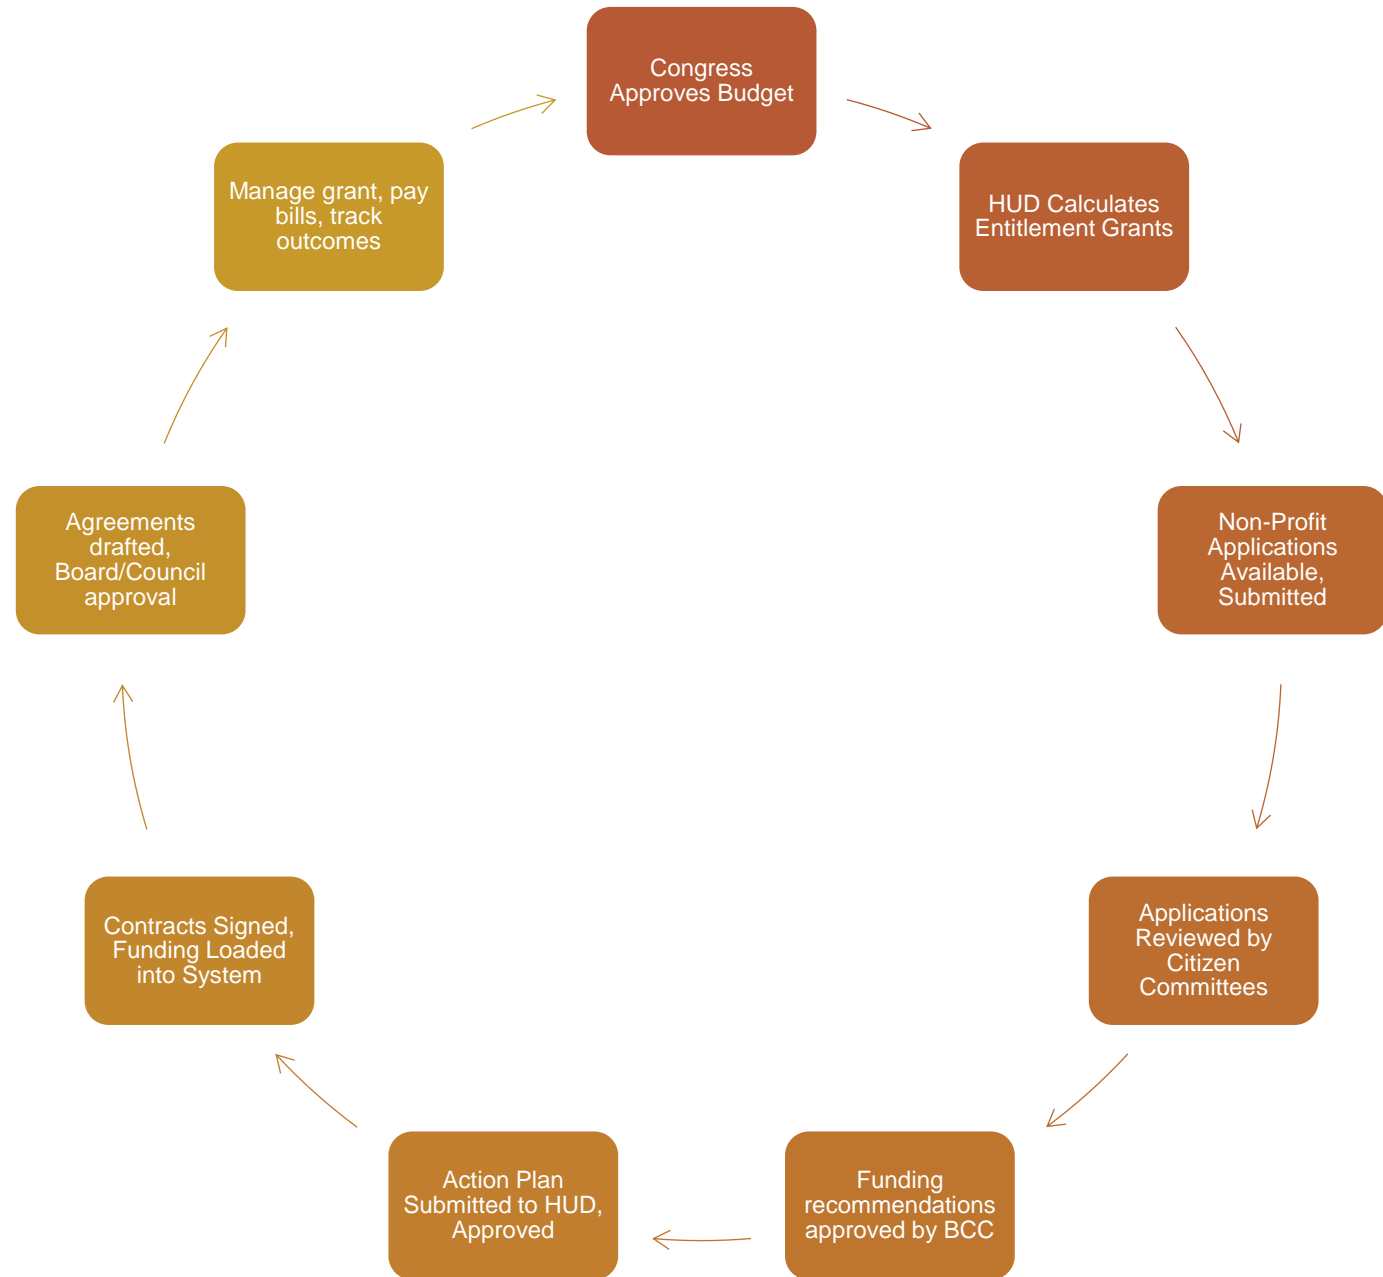 Congress
Approves Budget
HUD Calculates
Entitlement Grants
Non-Profit
Applications
Available,
Submitted
Applications
Reviewed by
Citizen
Committees
Funding
recommendations
approved by BCC
Action Plan
Submitted to HUD,
Approved
Contracts Signed,
Funding Loaded
into System
Agreements
drafted,
Board/Council
approval
Manage grant, pay
bills, track
outcomes